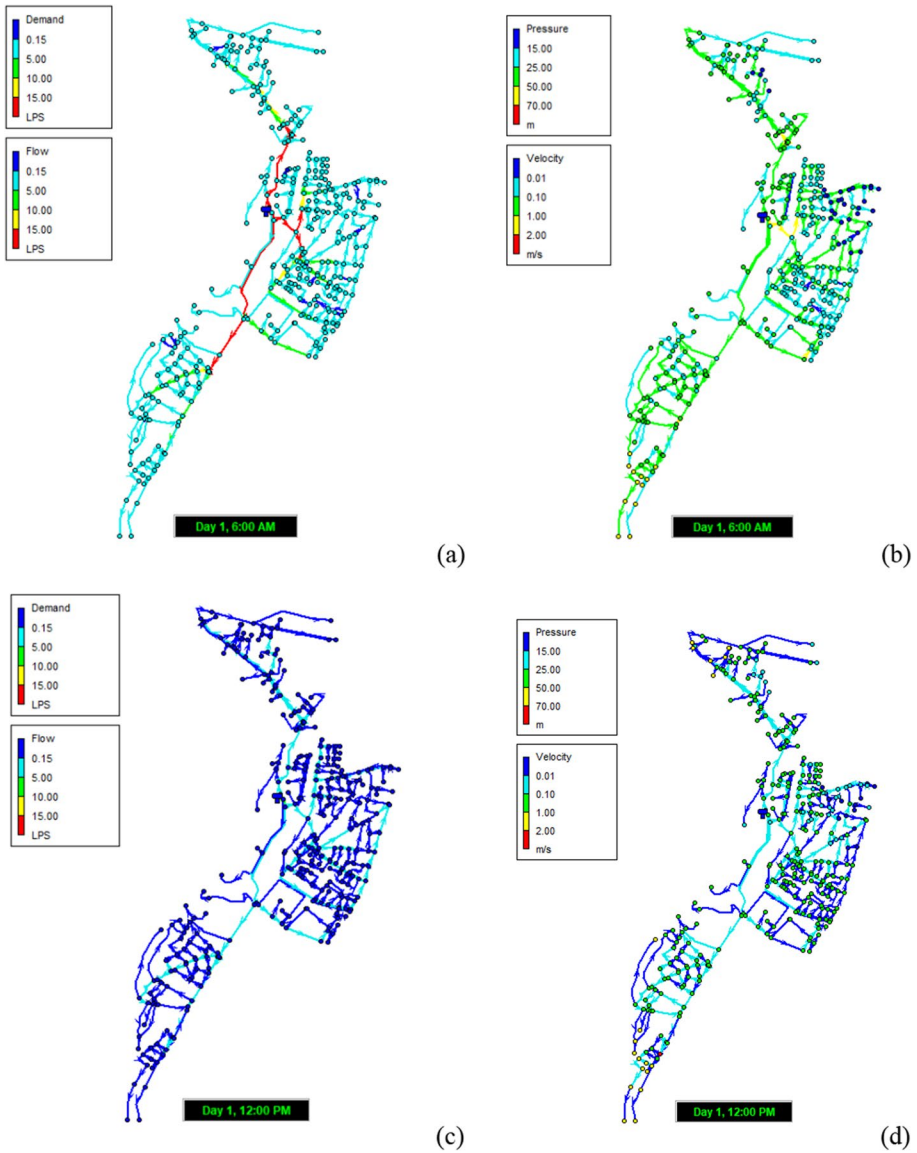 Demand
0.15
5.00
10.00
15.00
LPS
Flow
0.15
5.00
10.00
15.00
LPS
Day 1, 6:00 AM
(a)
Pressure
15.00
25.00
50.00
70.00
m
Velocity
0.01
0.10
1.00
2.00
m/s
Day 1, 6:00 AM
(b)
Demand
0.15
5.00
10.00
15.00
LPS
Flow
0.15
5.00
10.00
15.00
LPS
Day 1, 12:00 PM
(c)
Pressure
15.00
25.00
50.00
70.00
m
Velocity
0.01
0.10
1.00
2.00
m/s
Day 1, 12:00 PM
(d)